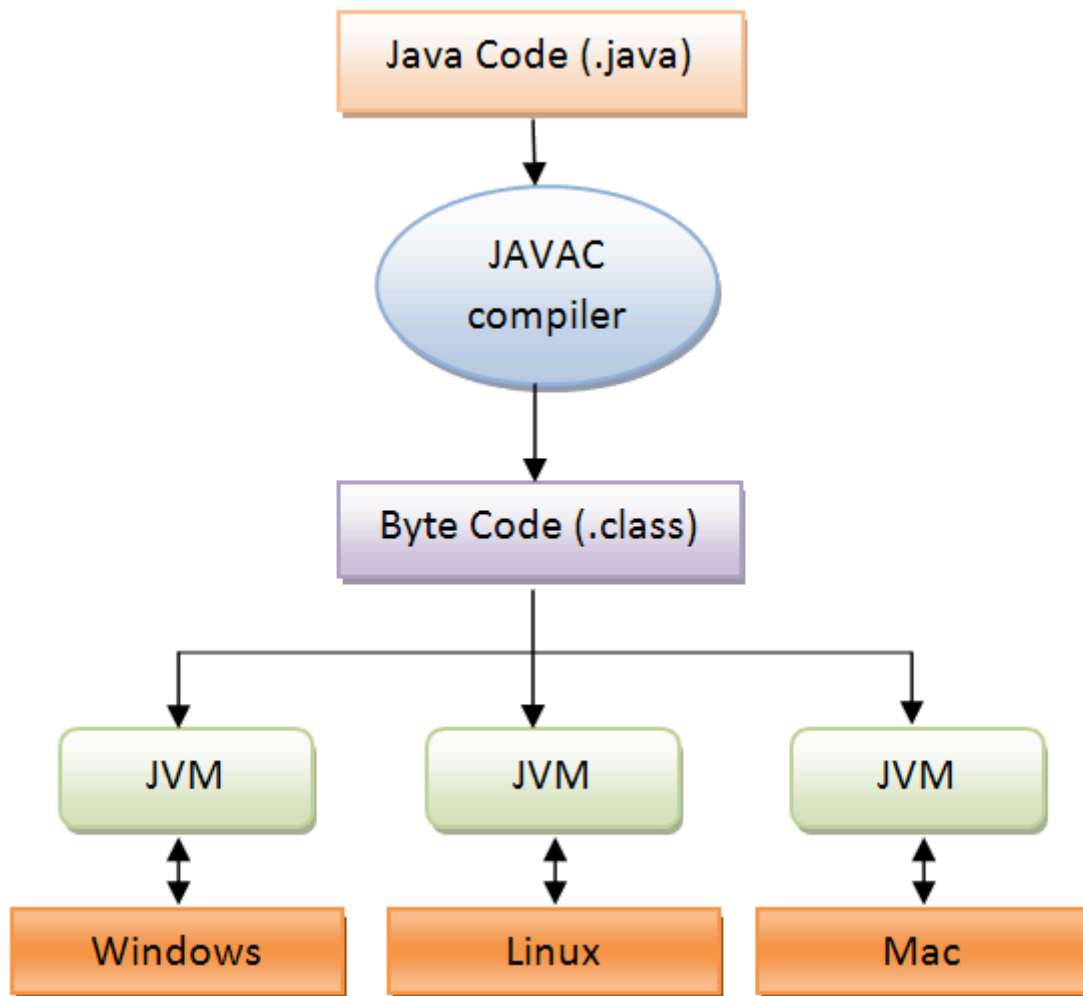 Java Code (.java)
JAVAC
compiler
Byte Code (.class)
JVM
JVM
JVM
Windows
Linux
Mac